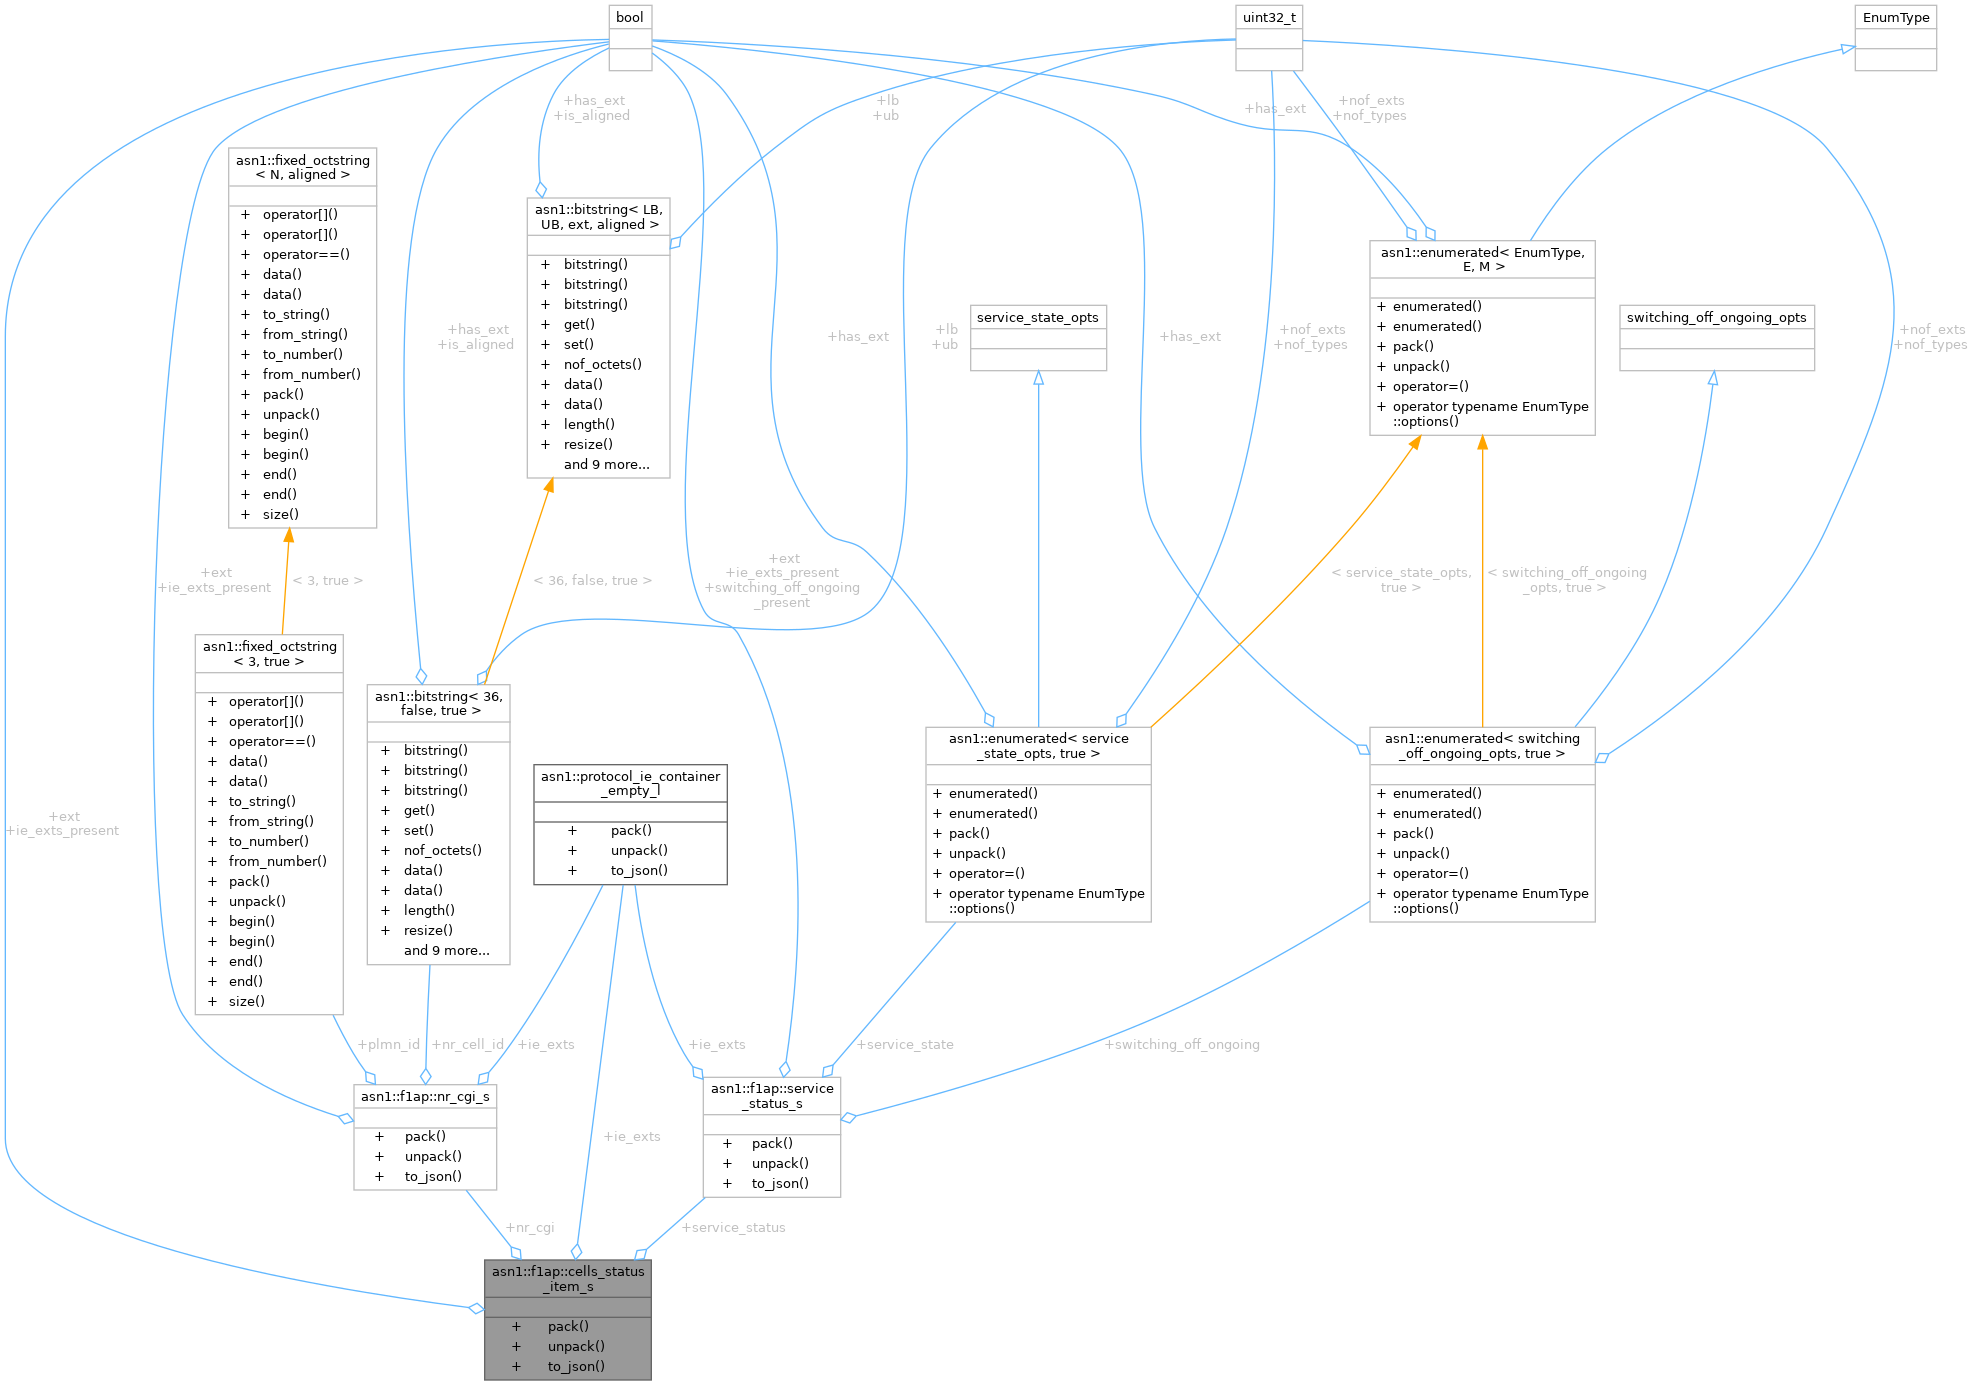 bool
uint32_t
EnumType
+has_ext
+is_aligned
+lb
+ub
+has_ext
+nof_exts
+nof_types
asn1::fixed_octstring
< N, aligned >
+ operator[]()
+ operator[]()
+ operator==()
+ data()
+ data()
+ to_string()
+ from_string()
+ to_number()
+ from_number()
+ pack()
+ unpack()
+ begin()
+ begin()
+ end()
+ end()
+ size()
asn1::bitstring< LB,
UB, ext, aligned >
+ bitstring()
+ bitstring()
+ bitstring()
+ get()
+ set()
+ nof_octets()
+ data()
+ data()
+ length()
+ resize()
and 9 more...
asn1::enumerated< EnumType,
E, M >
+ enumerated()
+ enumerated()
+ pack()
+ unpack()
+ operator=()
+ operator typename EnumType
::options()
service_state_opts
switching_off_ongoing_opts
+has_ext
+is_aligned
+has_ext
+lb
+ub
+has_ext
+nof_exts
+nof_types
+nof_exts
+nof_types
+ext
+ie_exts_present
< 3, true >
< 36, false, true >
+ext
+ie_exts_present
+switching_off_ongoing
_present
< service_state_opts,
true >
< switching_off_ongoing
_opts, true >
asn1::fixed_octstring
< 3, true >
+ operator[]()
+ operator[]()
+ operator==()
+ data()
+ data()
+ to_string()
+ from_string()
+ to_number()
+ from_number()
+ pack()
+ unpack()
+ begin()
+ begin()
+ end()
+ end()
+ size()
asn1::bitstring< 36,
false, true >
+ bitstring()
+ bitstring()
+ bitstring()
+ get()
+ set()
+ nof_octets()
+ data()
+ data()
+ length()
+ resize()
and 9 more...
asn1::protocol_ie_container
_empty_l
+ pack()
+ unpack()
+ to_json()
asn1::enumerated< service
_state_opts, true >
+ enumerated()
+ enumerated()
+ pack()
+ unpack()
+ operator=()
+ operator typename EnumType
::options()
asn1::enumerated< switching
_off_ongoing_opts, true >
+ enumerated()
+ enumerated()
+ pack()
+ unpack()
+ operator=()
+ operator typename EnumType
::options()
+ext
+ie_exts_present
+plmn_id
+nr_cell_id
+ie_exts
+ie_exts
+service_state
+switching_off_ongoing
asn1::f1ap::nr_cgi_s
+ pack()
+ unpack()
+ to_json()
+ie_exts
asn1::f1ap::service
_status_s
+ pack()
+ unpack()
+ to_json()
+nr_cgi
+service_status
asn1::f1ap::cells_status
_item_s
+ pack()
+ unpack()
+ to_json()